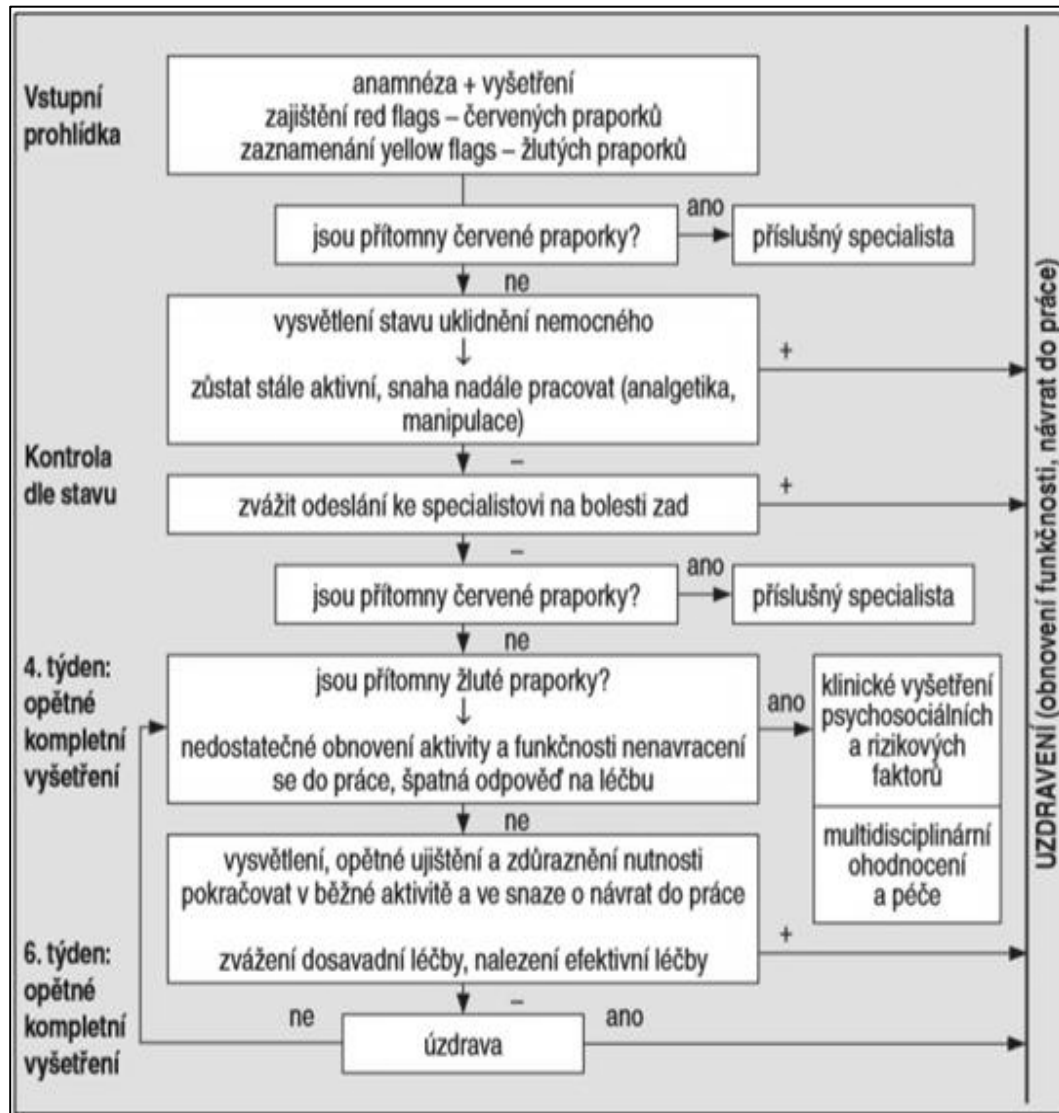 Vstupní
prohlídka
anamnéza + vyšetření
zajištění red flags – červených praporků
zaznamenání yellow flags – žlutých praporků
jsou přítomny červené praporky?
ano
příslušný specialista
ne
vysvětlení stavu uklidnění nemocného
zůstat stále aktivní, snaha nadále pracovat (analgetika,
manipulace)
+
–
Kontrola
dle stavu
zvážit odeslání ke specialistovi na bolesti zad
+
–
jsou přítomny červené praporky?
ano
příslušný specialista
ne
4. týden:
opětné
kompletní
vyšetření
jsou přítomny žluté praporky?
nedostatečné obnovení aktivity a funkčnosti nenavracení
se do práce, špatná odpověď na léčbu
ano
klinické vyšetření
psychosociálních
a rizikových
faktorů
multidisciplinární
ohodnocení
a péče
ne
vysvětlení, opětné ujištění a zdůraznění nutnosti
pokračovat v běžné aktivitě a ve snaze o návrat do práce
zvážení dosavadní léčby, nalezení efektivní léčby
+
–
6. týden:
opětné
kompletní
vyšetření
ne
úzdrava
ano
UZDRAVENÍ (obnovení funkčnosti, návrat do práce)